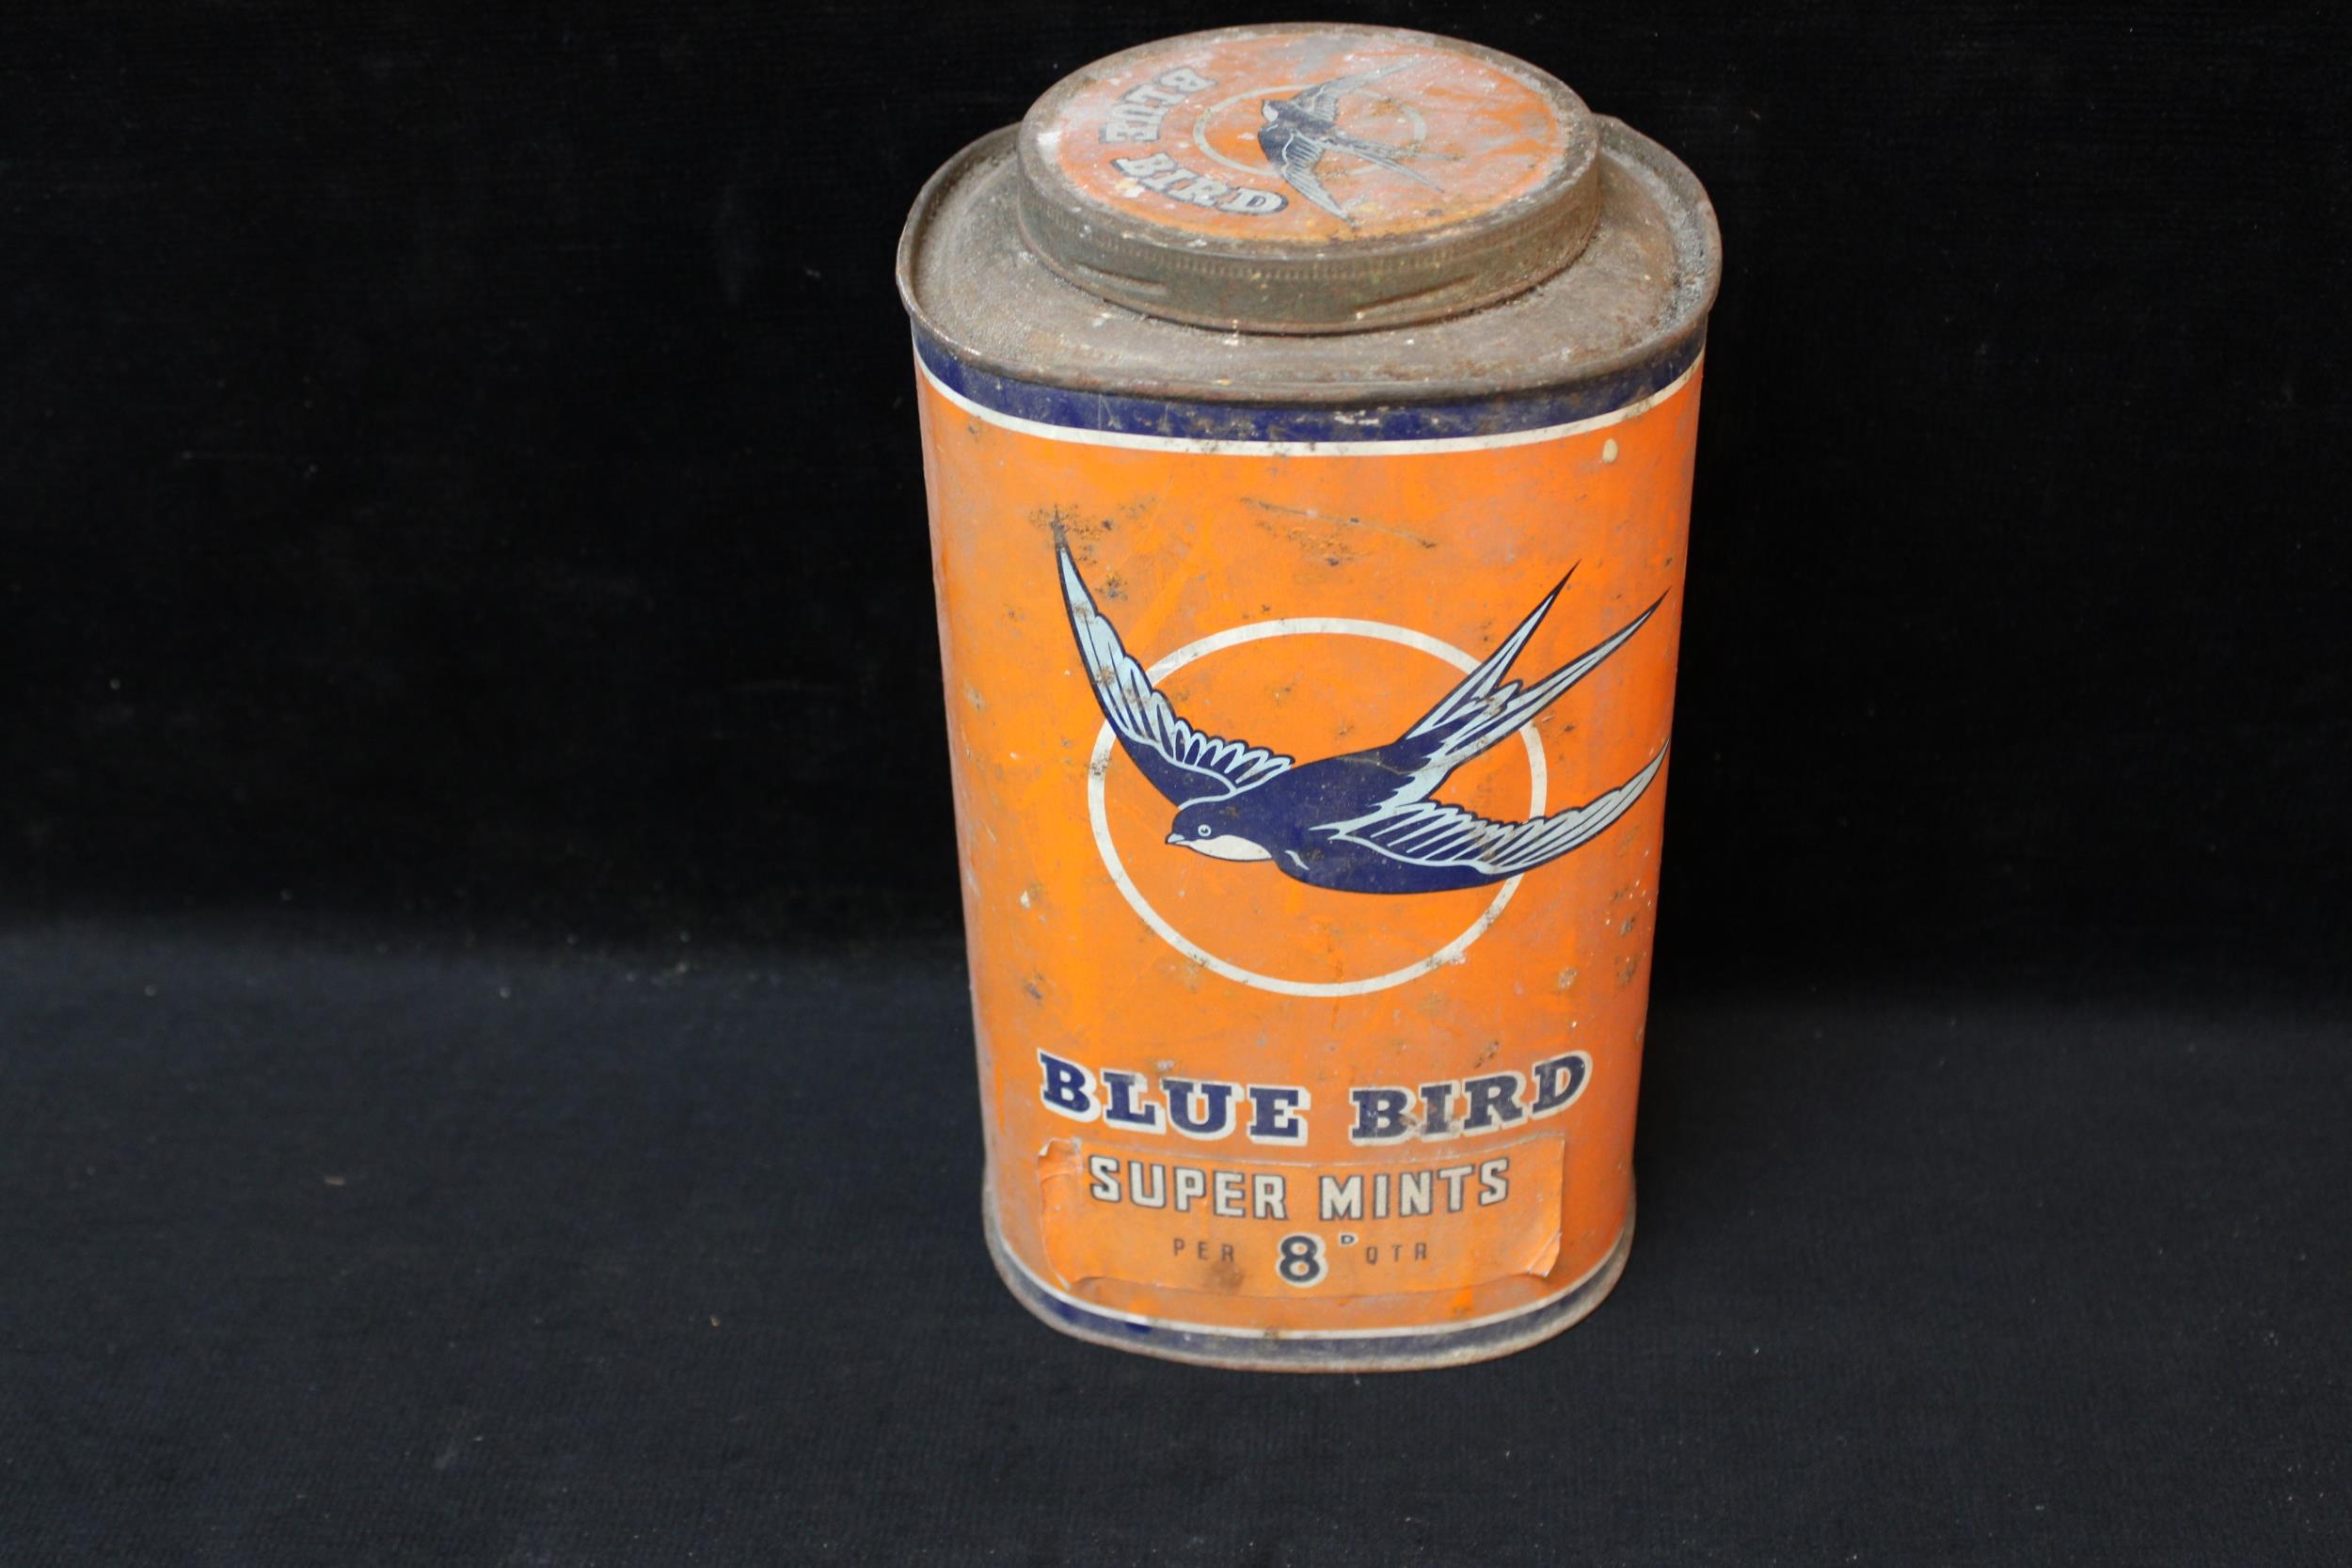 BLUE BIRD
BLUE BIRD
SUPER MINTS
PER 8ᴰ QTR